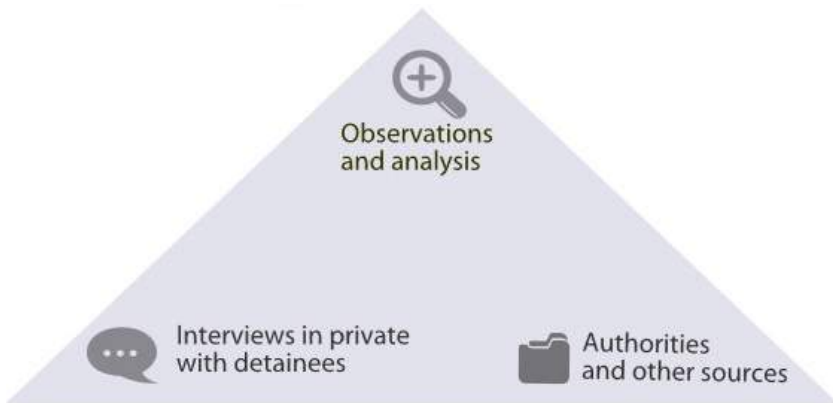 Observations
and analysis
Interviews in private
with detainees
Authorities
and other sources